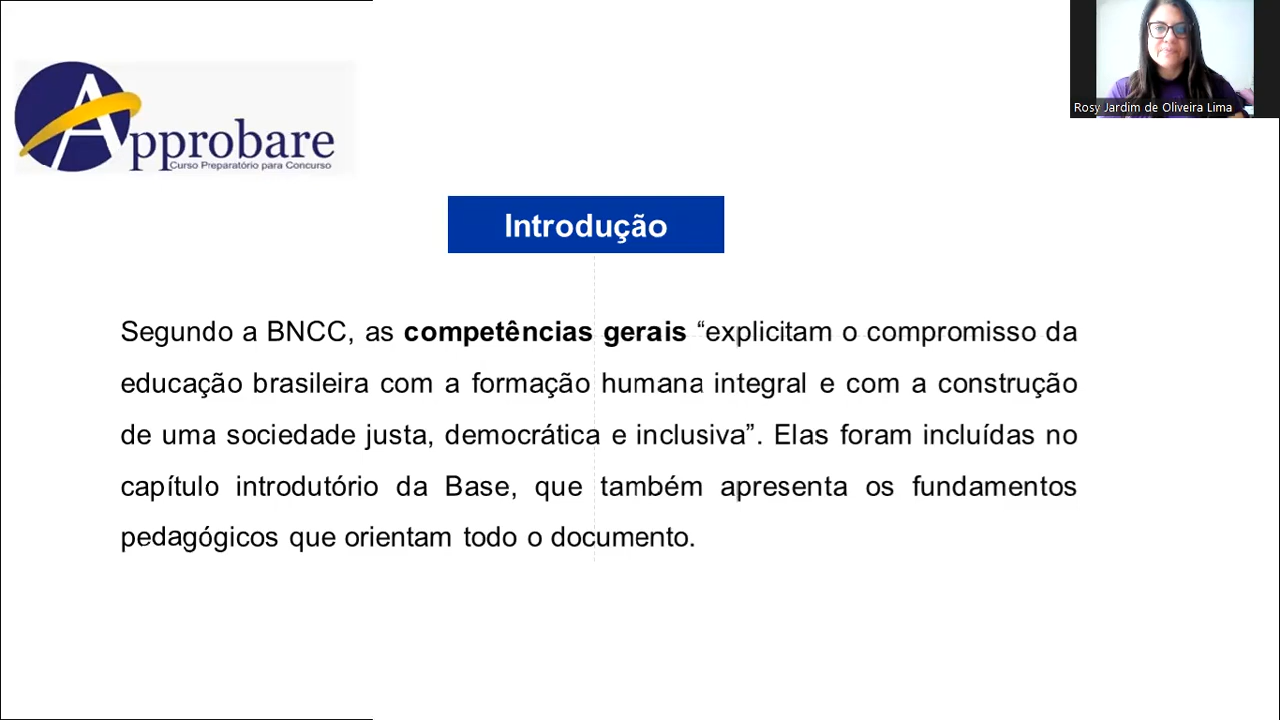 Approbare
Curso Preparatório para Concurso
Rosy Jardim de Oliveira Lima
Introdução
Segundo a BNCC, as competências gerais “explicitam o compromisso da
educação brasileira com a formação humana integral e com a construção
de uma sociedade justa, democrática e inclusiva”. Elas foram incluídas no
capítulo introdutório da Base, que também apresenta os fundamentos
pedagógicos que orientam todo o documento.